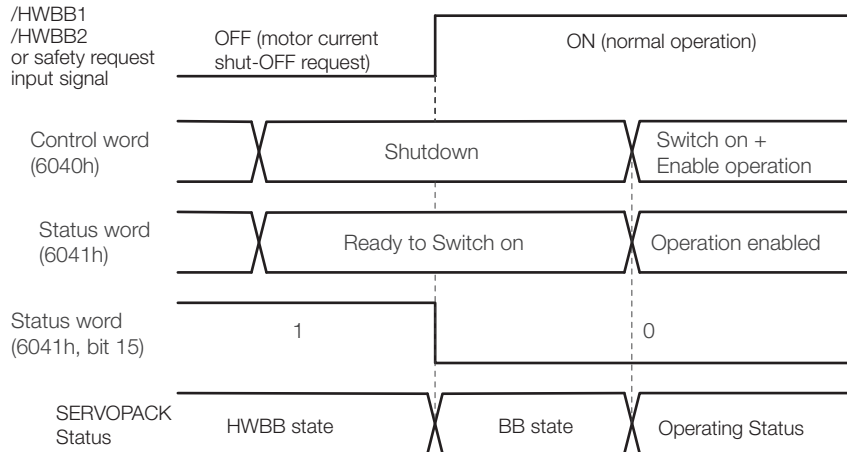 /HWBB1
/HWBB2
or safety request
input signal
OFF (motor current
shut-OFF request)
ON (normal operation)
Control word
(6040h)
Shutdown
Switch on +
Enable operation
Status word
(6041h)
Ready to Switch on
Operation enabled
Status word
(6041h, bit 15)
1
0
SERVOPACK
Status
HWBB state
BB state
Operating Status